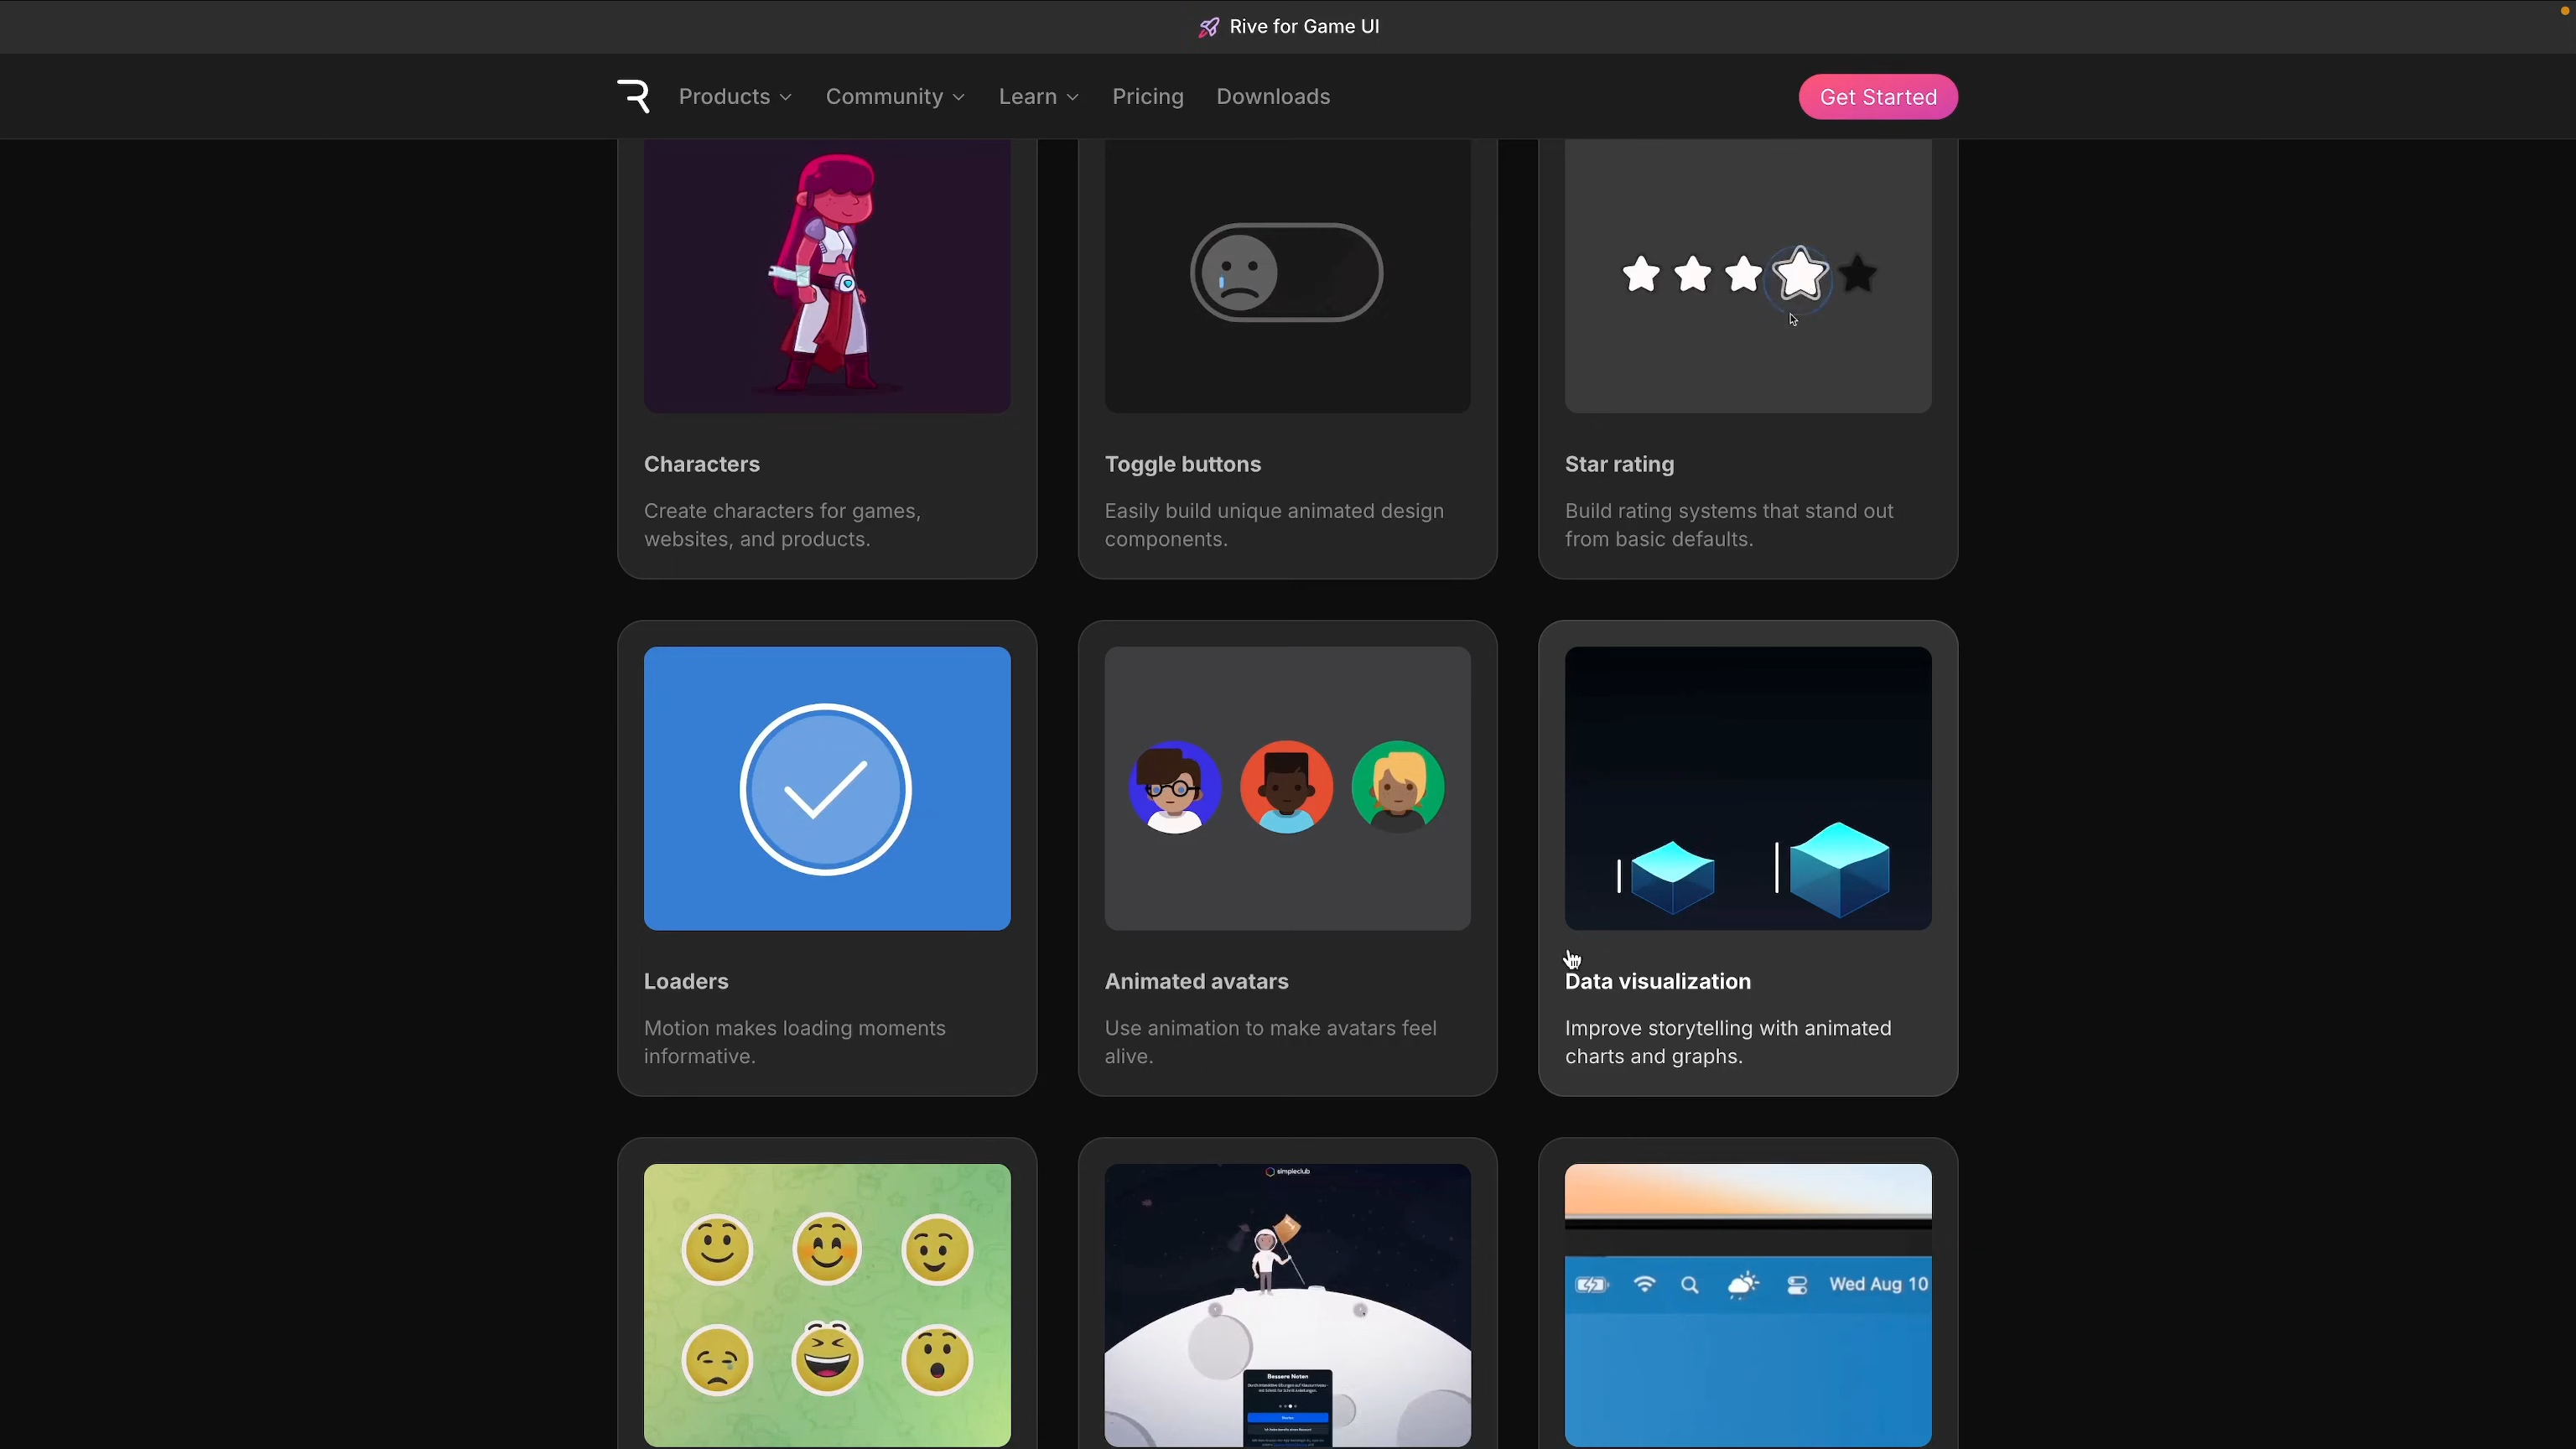 Rive for Game UI
Products
Community
Learn
Pricing
Downloads
Get Started
Characters
Create characters for games,
websites, and products.
Toggle buttons
Easily build unique animated design
components.
Star rating
Build rating systems that stand out
from basic defaults.
Loaders
Motion makes loading moments
informative.
Animated avatars
Use animation to make avatars feel
alive.
Data visualization
Improve storytelling with animated
charts and graphs.
simpleclub
Bessere Noten
Wed Aug 10